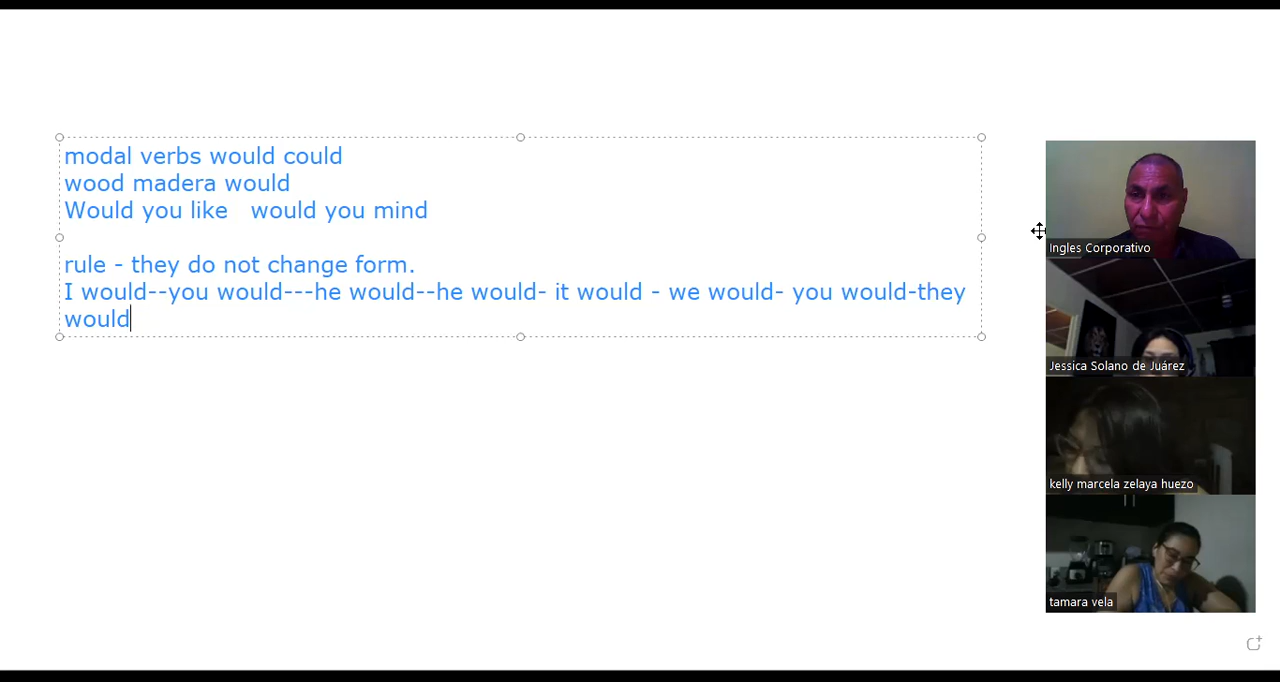 modal verbs would could
wood madera would
Would you like   would you mind
rule - they do not change form.
I would--you would---he would--he would- it would - we would- you would-they
would
Ingles Corporativo
Jessica Solano de Juárez
kelly marcela zelaya huezo
tamara vela